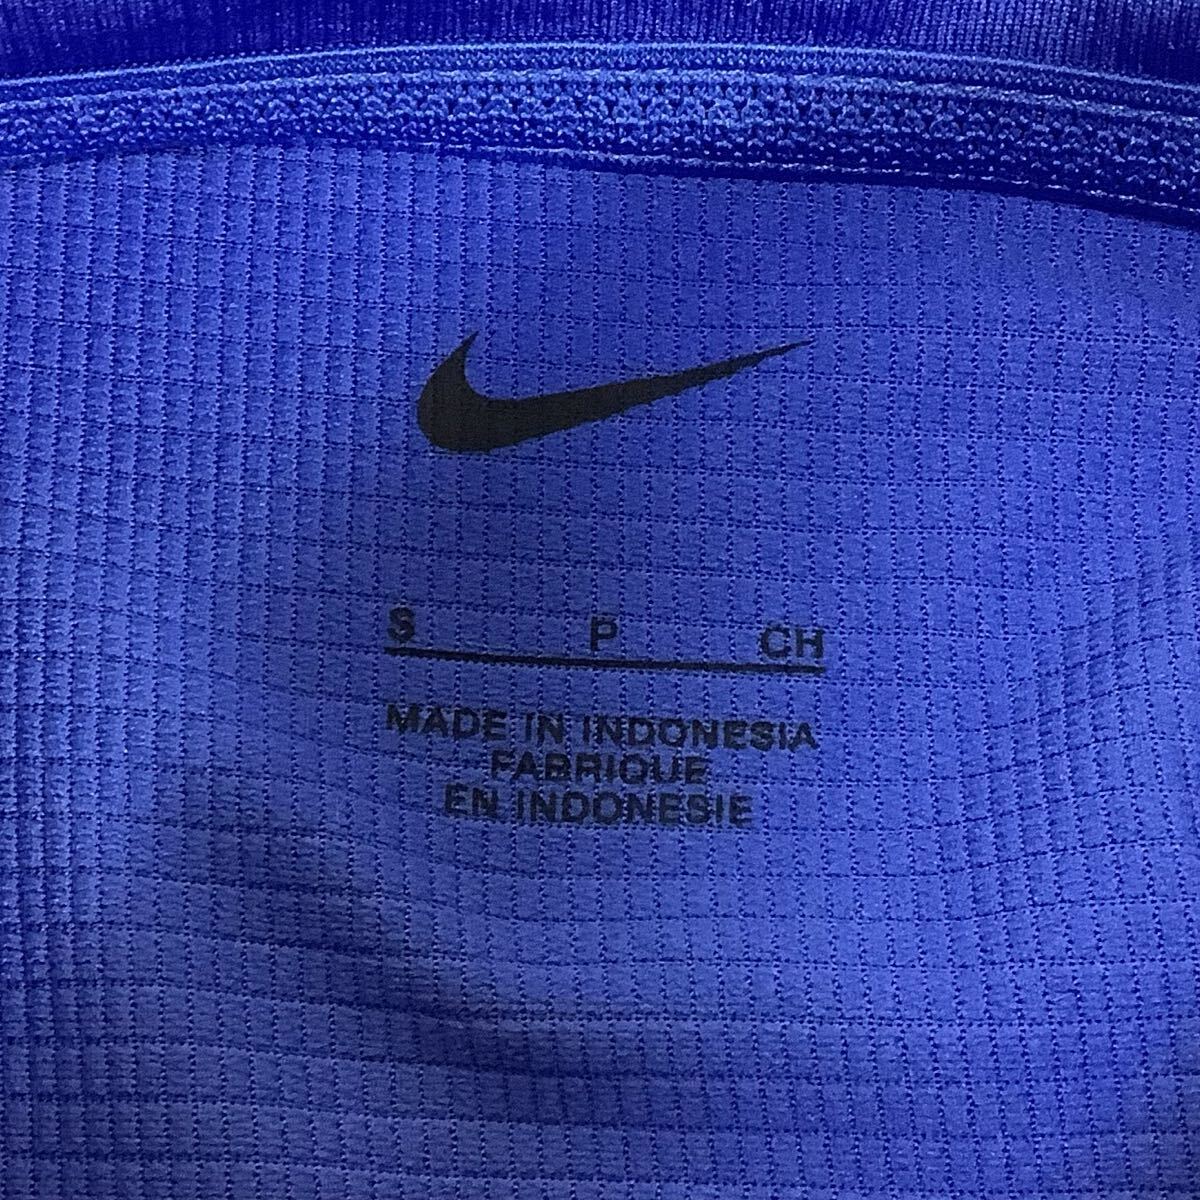 S P CH
MADE IN INDONESIA
FABRIQUE
EN INDONESIE